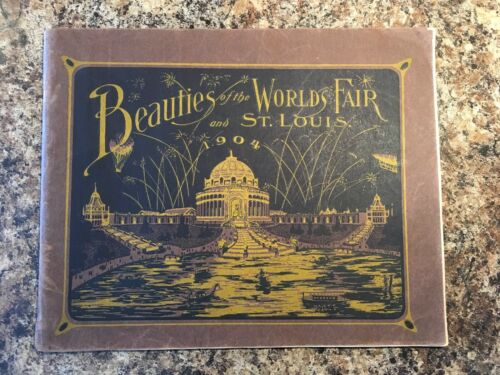 Beauties of the Worlds Fair
and St. Louis.
1904